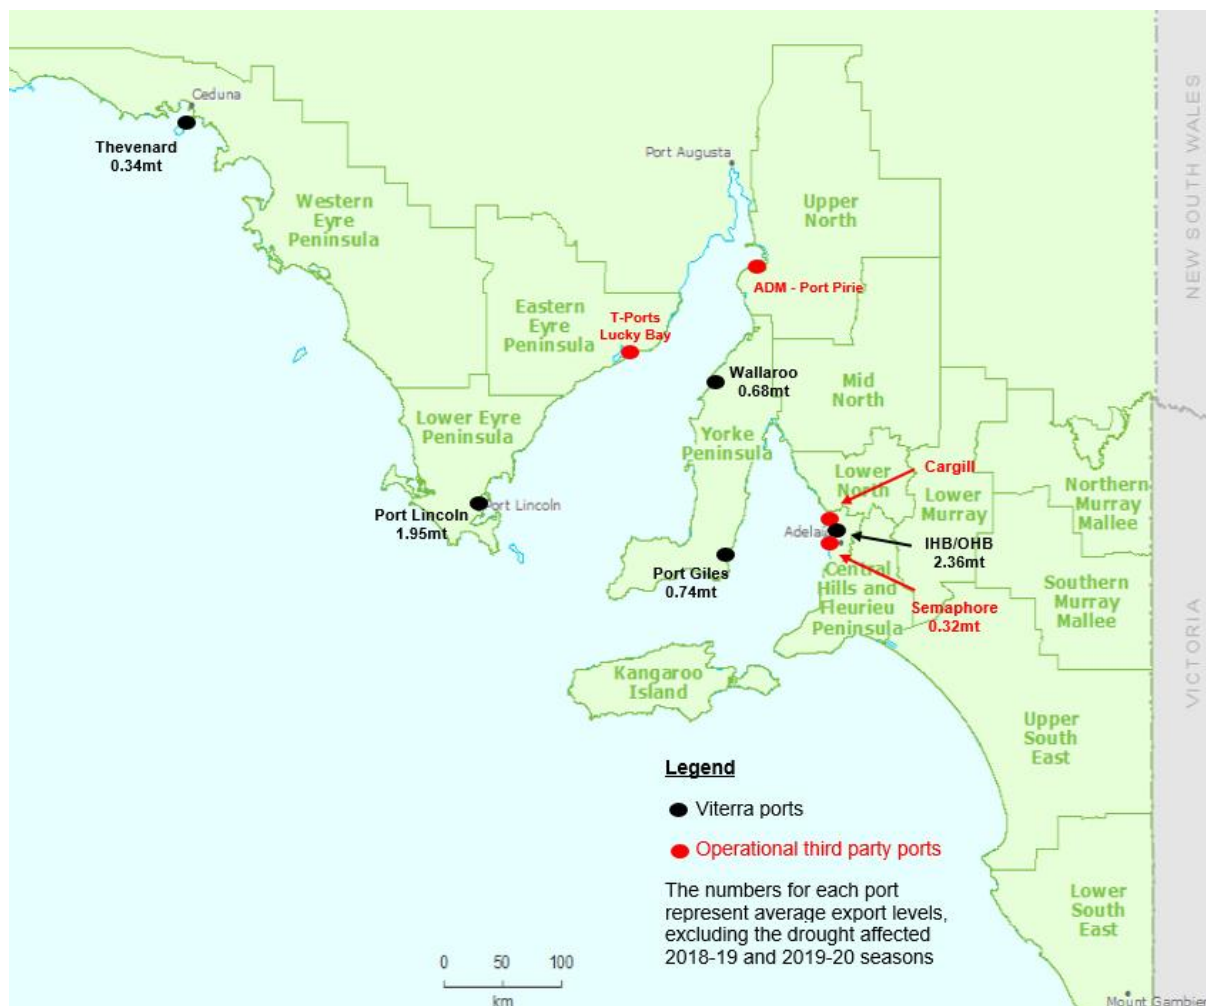 Ceduna
Thevenard
0.34mt
Port Augusta
Western
Eyre
Peninsula
Upper
North
NEW SOUTH WALES
ADM - Port Pirie
Eastern
Eyre
Peninsula
T-Ports
Lucky Bay
Wallaroo
0.68mt
Mid
North
Lower Eyre
Peninsula
Yorke
Peninsula
Lower
North
Cargill
Lower
Murray
Northern
Murray
Mallee
Port Lincoln
Port Lincoln
1.95mt
Adelai
IHB/OHB
2.36mt
Port Giles
0.74mt
Central
Hills and
Fleurieu
Peninsula
Semaphore
0.32mt
Southern
Murray
Mallee
VICTORIA
Kangaroo
Island
Upper
South
East
Legend
Viterra ports
Operational third party ports
The numbers for each port
represent average export levels,
excluding the drought affected
2018-19 and 2019-20 seasons
Lower
South
East
0 50 100
km
Mount Gambier